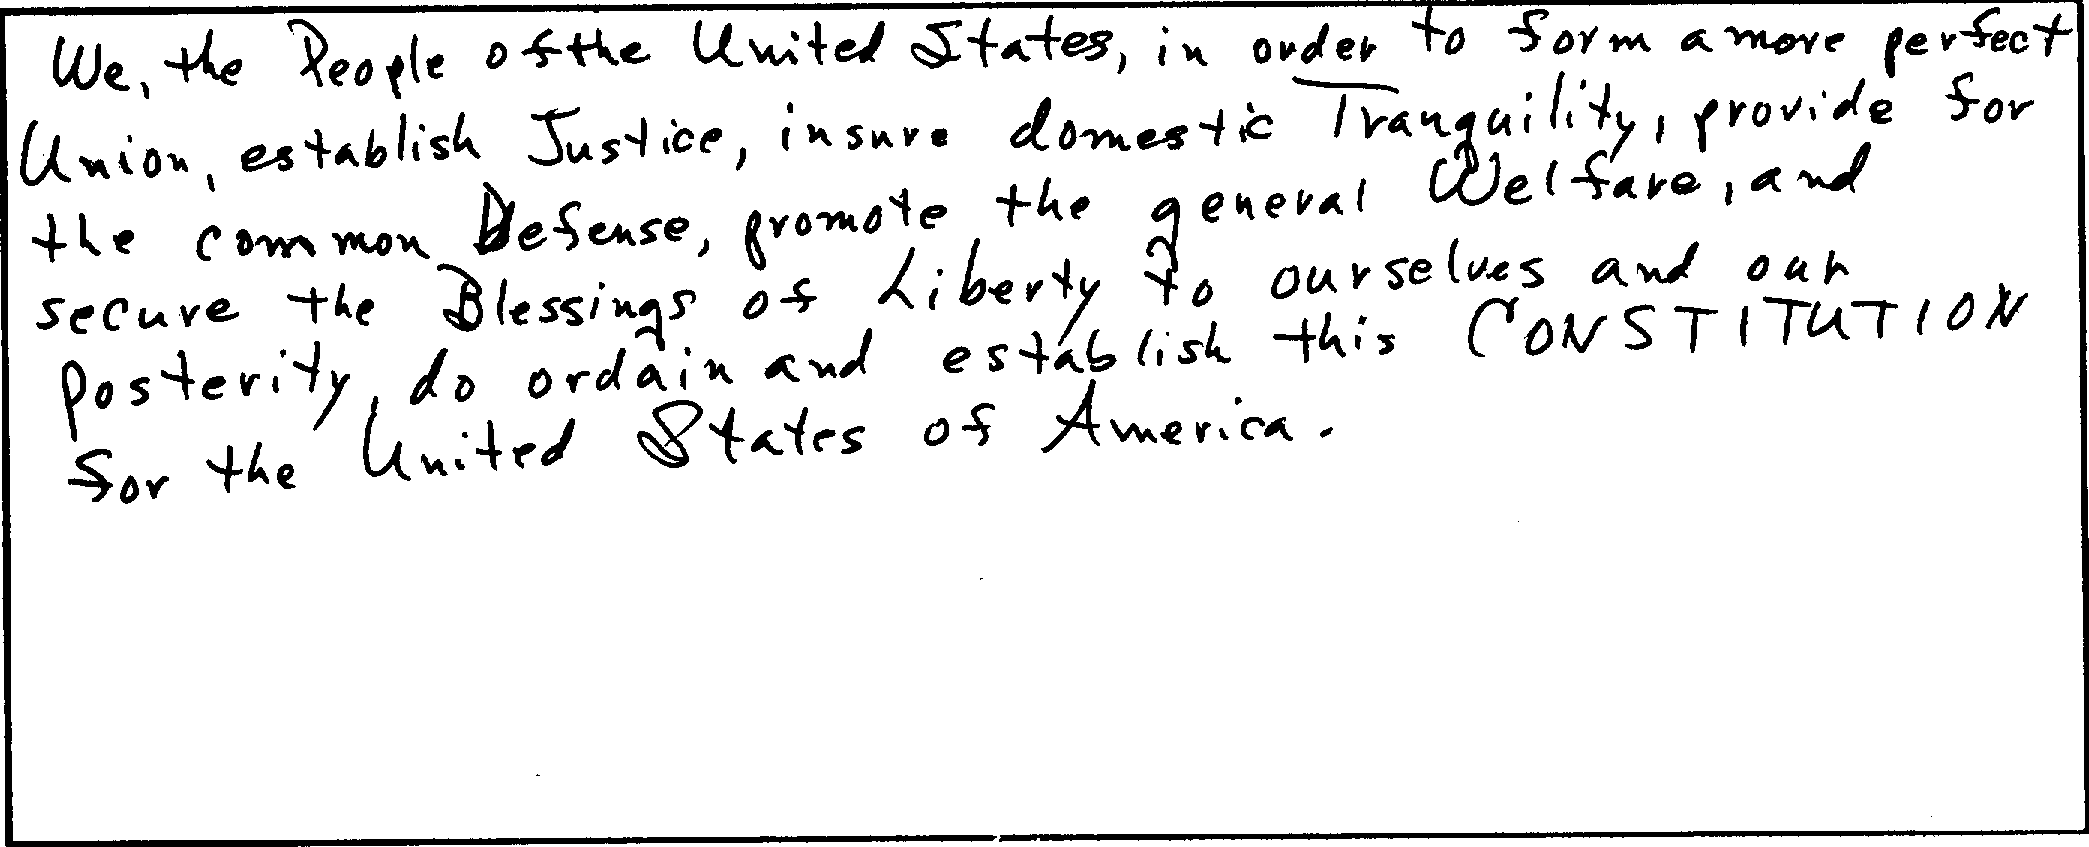 We, the People of the United States, in order to form a more perfect
Union, establish Justice, insure domestic Tranquility, provide for
the common Defense, promote the general Welfare, and
secure the Blessings of Liberty to ourselves and our
posterity, do ordain and establish this CONSTITUTION
for the United States of America.